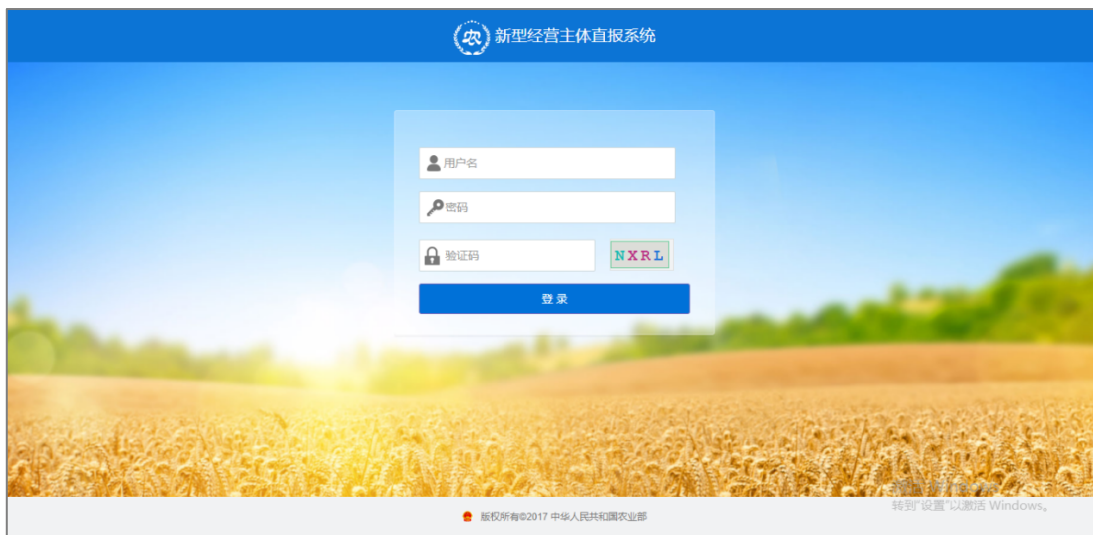 农 新型经营主体直报系统
用户名
密码
验证码 NXRL
登 录
转到"设置"以激活 Windows。
版权所有©2017 中华人民共和国农业部